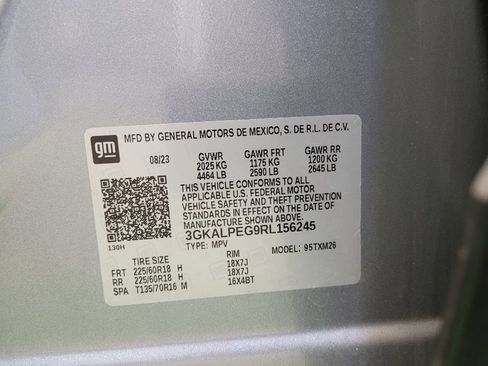 gm
MFD BY GENERAL MOTORS DE MEXICO, S. DE R.L. DE C.V.
08/23 GVWR GAWR FRT GAWR RR
2025 KG 1175 KG 1200 KG
4464 LB 2590 LB 2645 LB
THIS VEHICLE CONFORMS TO ALL
APPLICABLE U.S. FEDERAL MOTOR
VEHICLE SAFETY AND THEFT PREVENTION
STANDARDS IN EFFECT ON THE DATE OF
MANUFACTURE SHOWN ABOVE.
3GKALPEG9RL156245
130H TYPE: MPV MODEL: 95TXM26
TIRE SIZE RIM
FRT 225/60R18 H 18X7J
RR 225/60R18 H 18X7J
SPA T135/70R16 M 16X4BT